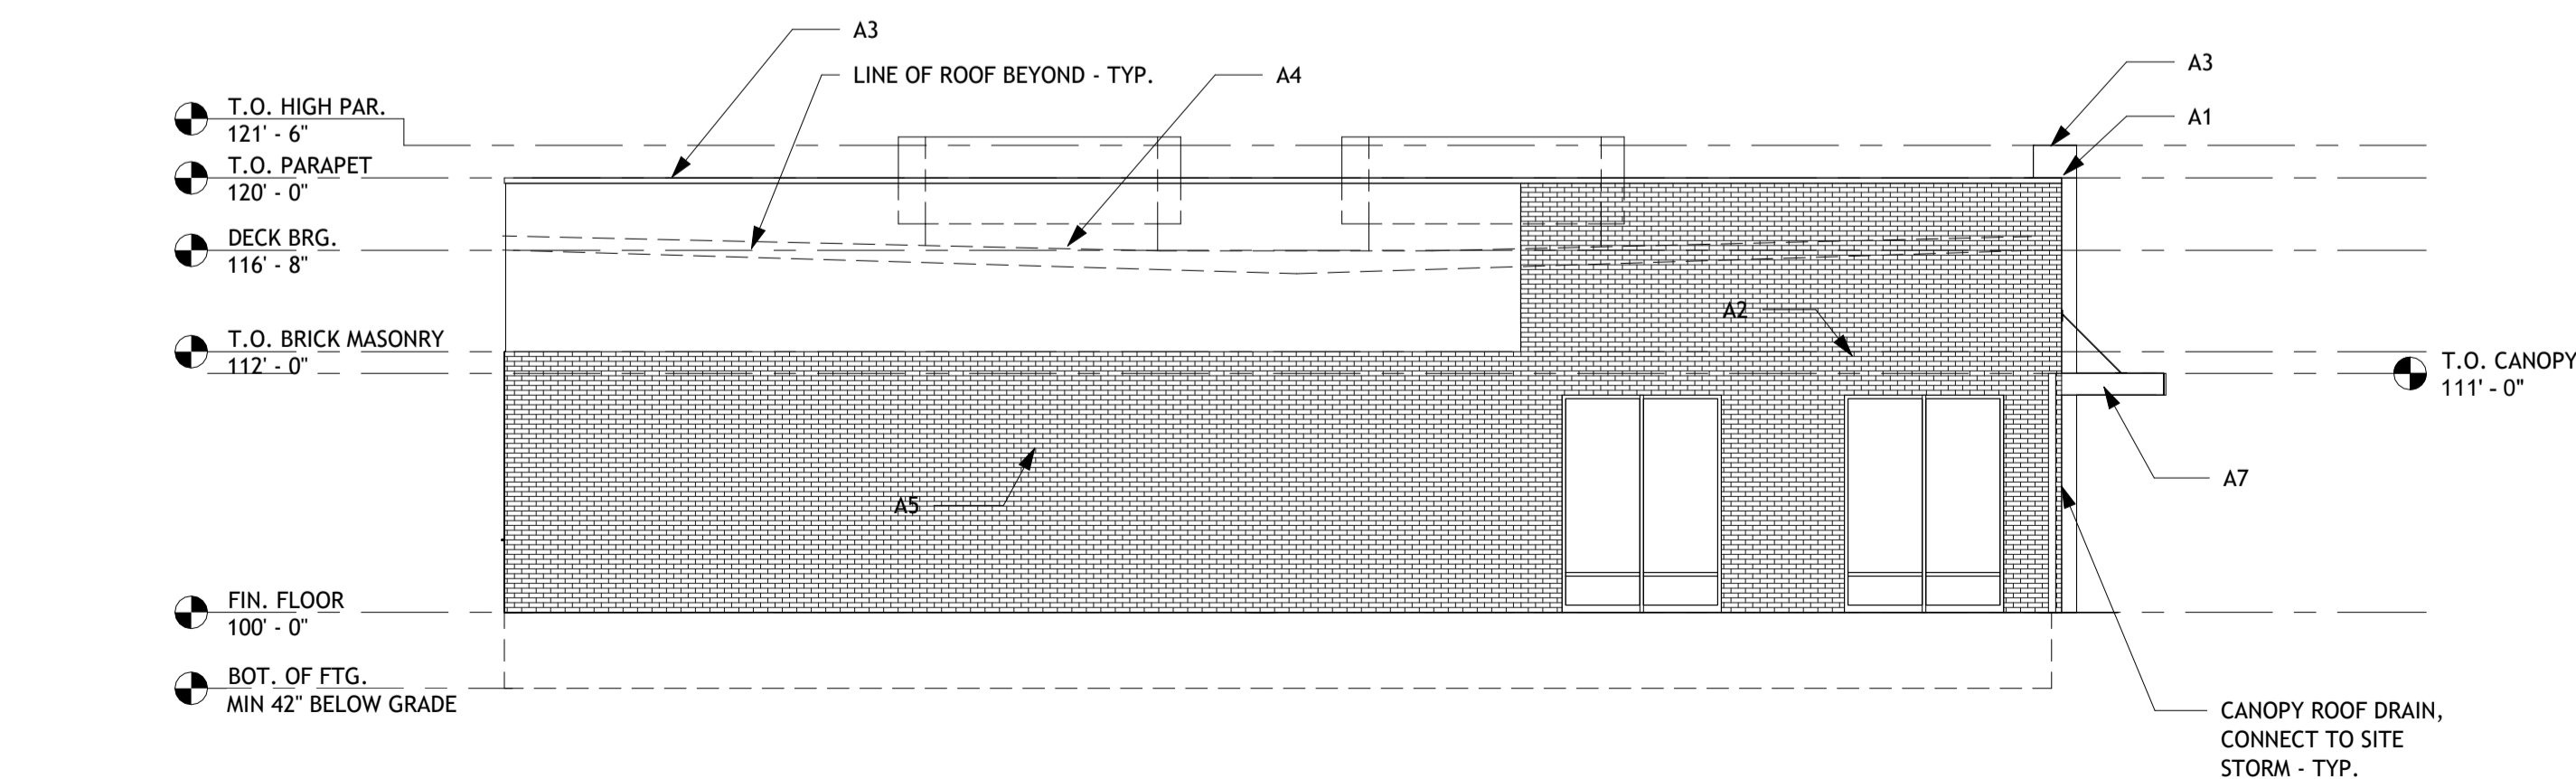 A3
LINE OF ROOF BEYOND - TYP.
A4
A3
A1
T.O. HIGH PAR.
121' - 6"
T.O. PARAPET
120' - 0"
DECK BRG.
116' - 8"
A2
T.O. BRICK MASONRY
112' - 0"
T.O. CANOPY
111' - 0"
A7
A5
FIN. FLOOR
100' - 0"
BOT. OF FTG.
MIN 42" BELOW GRADE
CANOPY ROOF DRAIN,
CONNECT TO SITE
STORM - TYP.